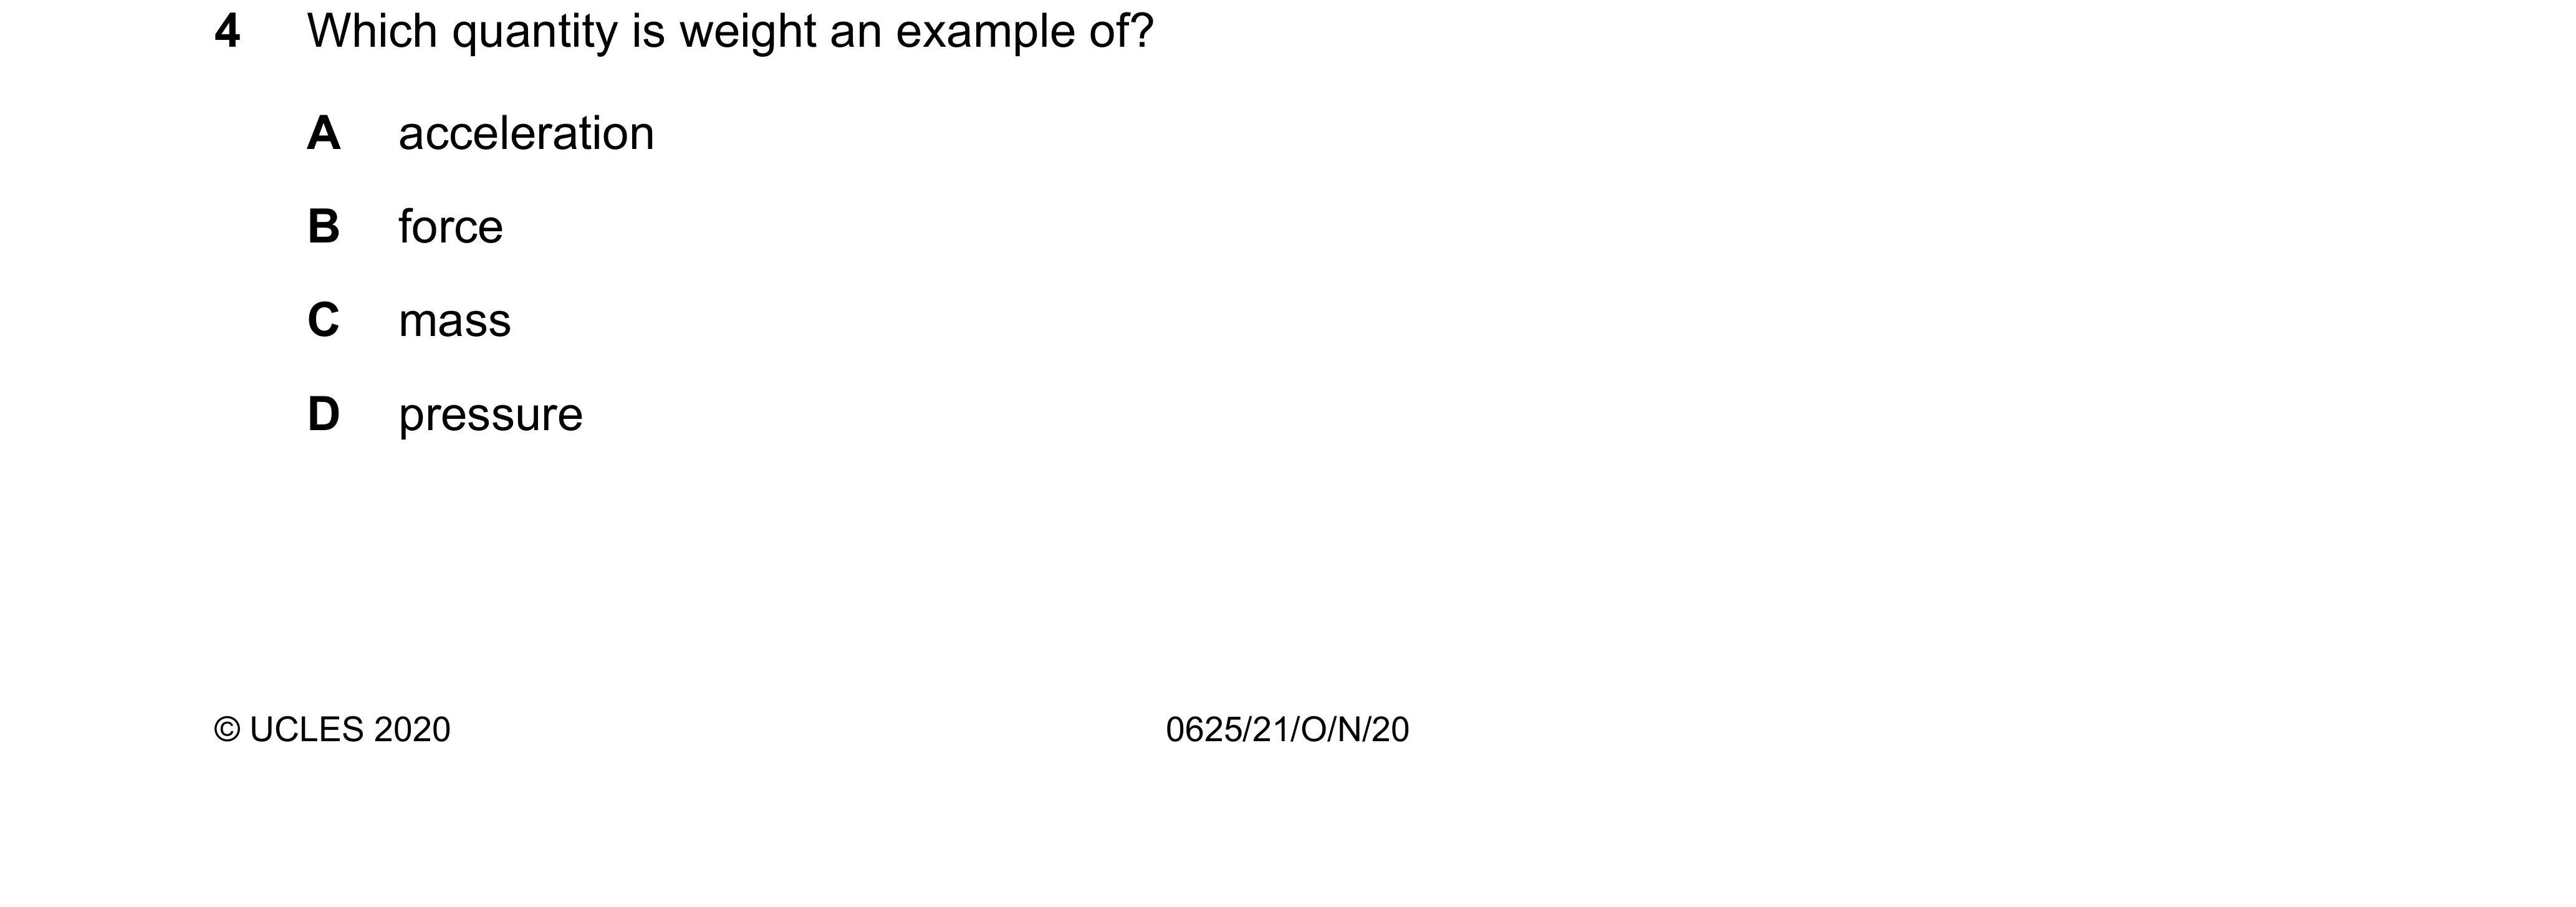 4 Which quantity is weight an example of?
A acceleration
B force
C mass
D pressure
© UCLES 2020 0625/21/O/N/20